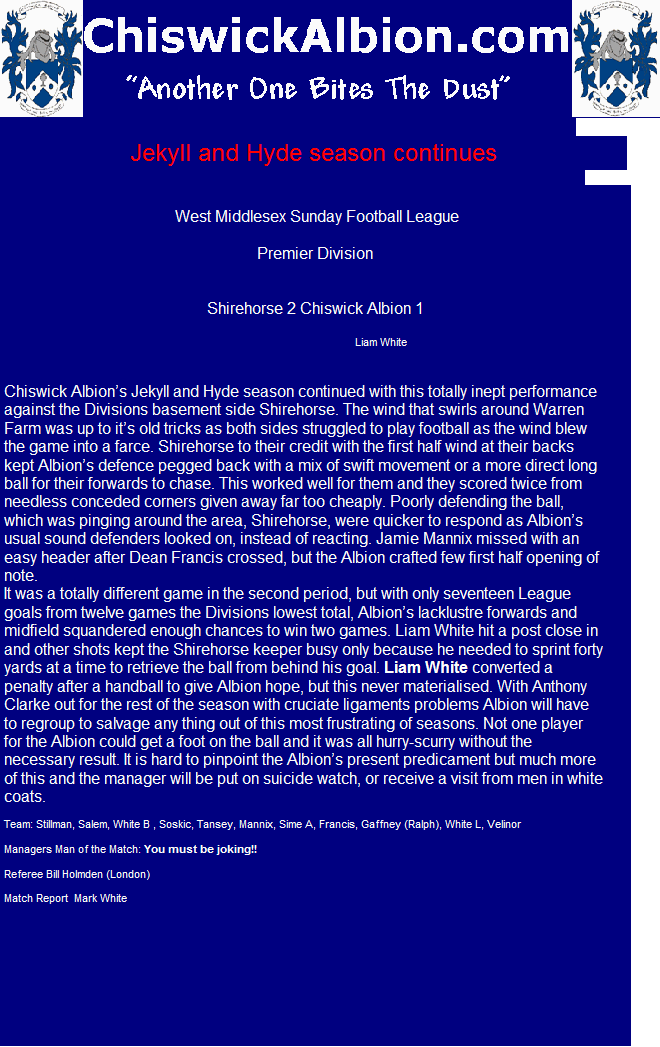 ChiswickAlbion.com
"Another One Bites The Dust"
Jekyll and Hyde season continues
West Middlesex Sunday Football League
Premier Division
Shirehorse 2 Chiswick Albion 1
Liam White
Chiswick Albion’s Jekyll and Hyde season continued with this totally inept performance
against the Divisions basement side Shirehorse. The wind that swirls around Warren
Farm was up to it’s old tricks as both sides struggled to play football as the wind blew
the game into a farce. Shirehorse to their credit with the first half wind at their backs
kept Albion’s defence pegged back with a mix of swift movement or a more direct long
ball for their forwards to chase. This worked well for them and they scored twice from
needless conceded corners given away far too cheaply. Poorly defending the ball,
which was pinging around the area, Shirehorse, were quicker to respond as Albion’s
usual sound defenders looked on, instead of reacting. Jamie Mannix missed with an
easy header after Dean Francis crossed, but the Albion crafted few first half opening of
note.
It was a totally different game in the second period, but with only seventeen League
goals from twelve games the Divisions lowest total, Albion’s lacklustre forwards and
midfield squandered enough chances to win two games. Liam White hit a post close in
and other shots kept the Shirehorse keeper busy only because he needed to sprint forty
yards at a time to retrieve the ball from behind his goal. Liam White converted a
penalty after a handball to give Albion hope, but this never materialised. With Anthony
Clarke out for the rest of the season with cruciate ligaments problems Albion will have
to regroup to salvage any thing out of this most frustrating of seasons. Not one player
for the Albion could get a foot on the ball and it was all hurry-scurry without the
necessary result. It is hard to pinpoint the Albion’s present predicament but much more
of this and the manager will be put on suicide watch, or receive a visit from men in white
coats.
Team: Stillman, Salem, White B , Soskic, Tansey, Mannix, Sime A, Francis, Gaffney (Ralph), White L, Velinor
Managers Man of the Match: You must be joking!!
Referee Bill Holmden (London)
Match Report  Mark White